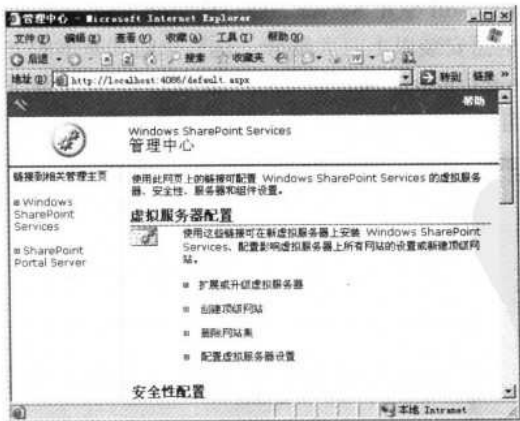 管理中心 - Microsoft Internet Explorer
文件(F) 编辑(E) 查看(V) 收藏(A) 工具(T) 帮助(H)
后退 搜索 收藏夹
地址(D) http://localhost:4086/default.aspx 转到 链接 »
帮助
Windows SharePoint Services
管理中心
链接到相关管理主页
Windows
SharePoint
Services
SharePoint
Portal Server
使用此网页上的链接可配置 Windows SharePoint Services 的虚拟服务
器、安全性、服务器和组件设置。
虚拟服务器配置
使用这些链接可在新虚拟服务器上安装 Windows SharePoint
Services、配置影响虚拟服务器上所有网站的设置或新建顶级网
站。
扩展或升级虚拟服务器
创建顶级网站
删除网站集
配置虚拟服务器设置
安全性配置
本地 Intranet